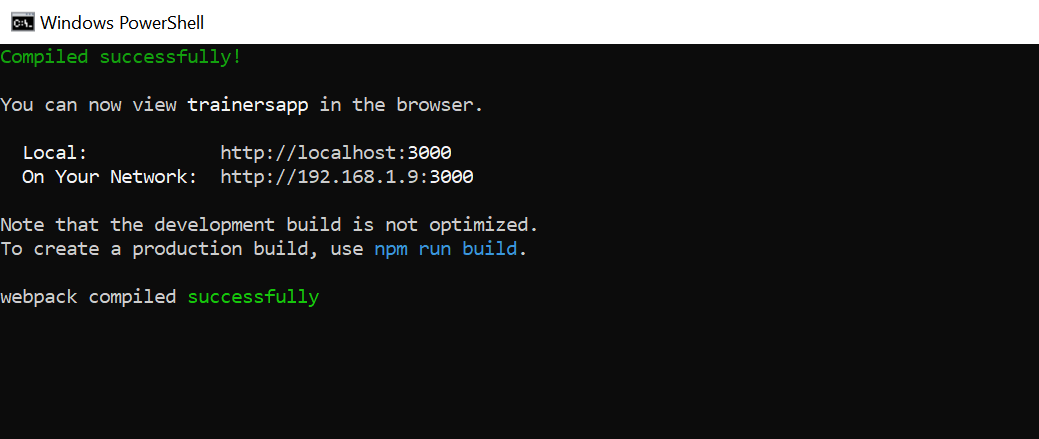 Windows PowerShell
Compiled successfully!
You can now view trainersapp in the browser.
Local: http://localhost:3000
On Your Network: http://192.168.1.9:3000
Note that the development build is not optimized.
To create a production build, use npm run build.
webpack compiled successfully